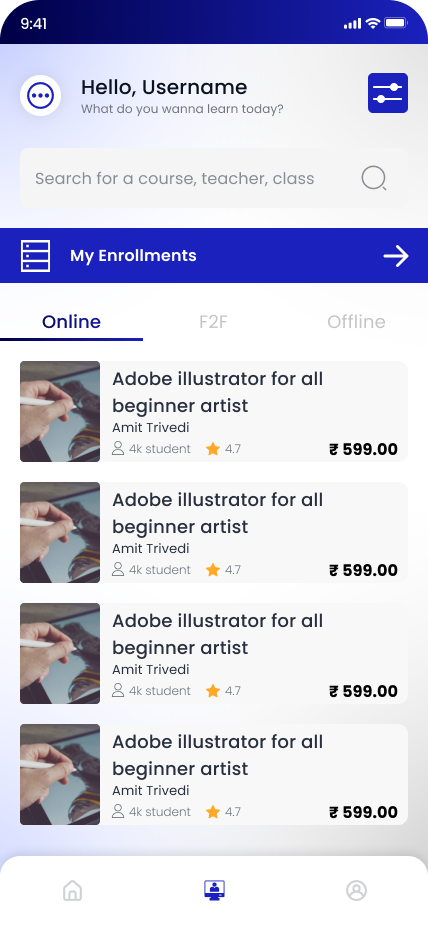 9:41
Hello, Username
What do you wanna learn today?
Search for a course, teacher, class
My Enrollments
Online F2F Offline
Adobe illustrator for all
beginner artist
Amit Trivedi
4k student 4.7 ₹ 599.00
Adobe illustrator for all
beginner artist
Amit Trivedi
4k student 4.7 ₹ 599.00
Adobe illustrator for all
beginner artist
Amit Trivedi
4k student 4.7 ₹ 599.00
Adobe illustrator for all
beginner artist
Amit Trivedi
4k student 4.7 ₹ 599.00